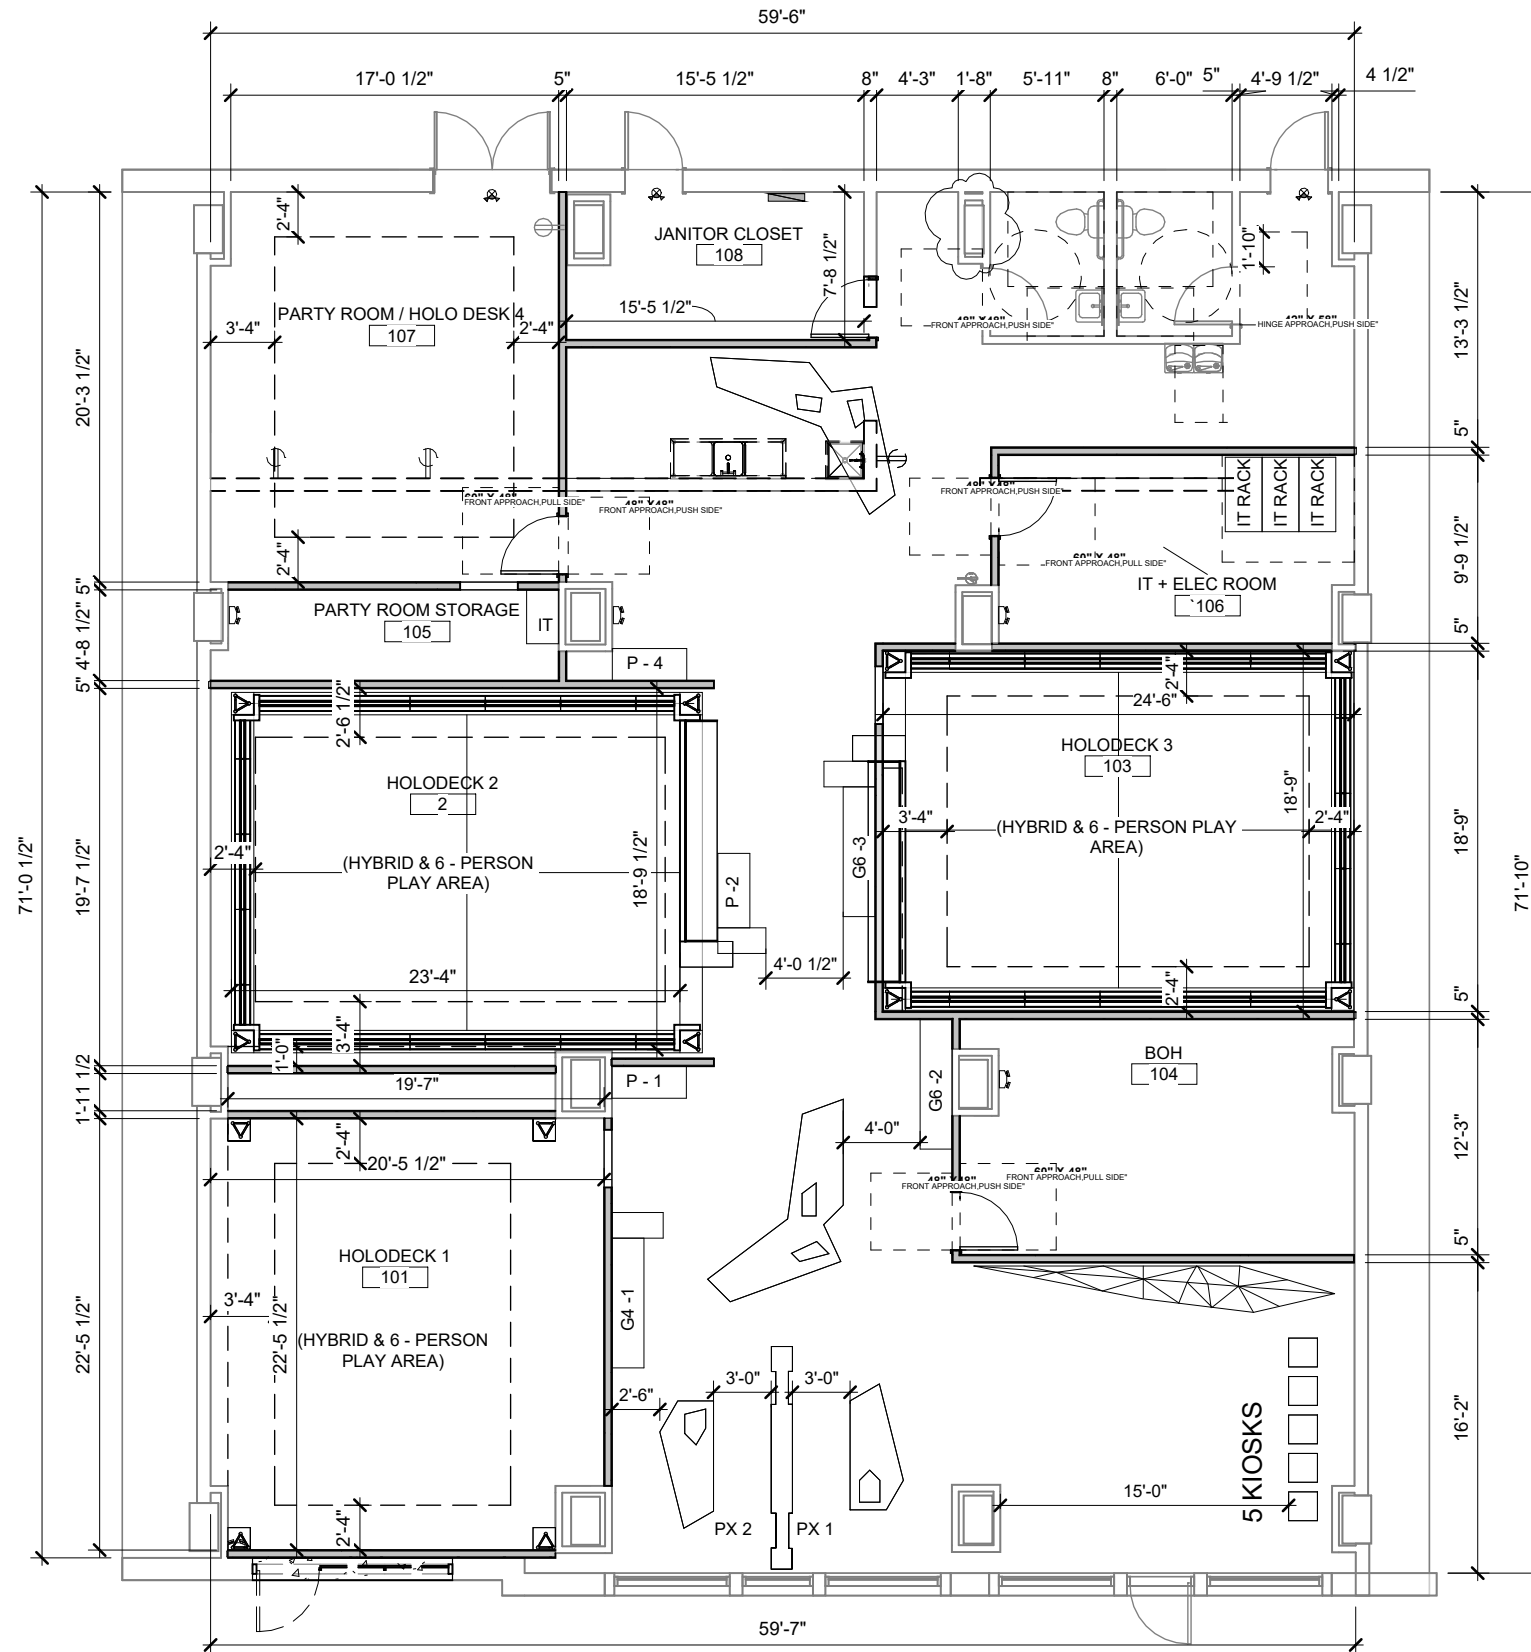 59'-6"
17'-0 1/2"
5"
15'-5 1/2"
8"
4'-3"
1'-8"
5'-11"
8"
6'-0"
5"
4'-9 1/2"
4 1/2"
2'-4"
JANITOR CLOSET
108
7'-8 1/2"
15'-5 1/2"
1'-10"
PARTY ROOM / HOLO DESK 4
107
3'-4"
2'-4"
FRONT APPROACH,PUSH SIDE"
HINGE APPROACH,PUSH SIDE"
13'-3 1/2"
20'-3 1/2"
5"
60" X 48"
FRONT APPROACH,PULL SIDE"
48" X48"
FRONT APPROACH,PUSH SIDE"
48" X48"
FRONT APPROACH,PUSH SIDE"
IT RACK
IT RACK
IT RACK
2'-4"
60" X 48"
FRONT APPROACH,PULL SIDE"
9'-9 1/2"
IT + ELEC ROOM
`106
5"
5"
4'-8 1/2"
5"
PARTY ROOM STORAGE
105
IT
P - 4
2'-6 1/2"
2'-4"
24'-6"
HOLODECK 2
2
HOLODECK 3
103
18'-9"
3'-4"
2'-4"
(HYBRID & 6 - PERSON PLAY
AREA)
18'-9"
2'-4"
(HYBRID & 6 - PERSON
PLAY AREA)
18'-9 1/2"
P -2
G6 -3
71'-0 1/2"
19'-7 1/2"
71'-10"
23'-4"
4'-0 1/2"
2'-4"
5"
3'-4"
1'-0"
1'-11 1/2
19'-7"
P - 1
G6 -2
BOH
104
2'-4"
4'-0"
12'-3"
20'-5 1/2"
48" X48"
FRONT APPROACH,PUSH SIDE"
60" X 48"
FRONT APPROACH,PULL SIDE"
5"
HOLODECK 1
101
3'-4"
22'-5 1/2"
22'-5 1/2"
G4 -1
(HYBRID & 6 - PERSON
PLAY AREA)
2'-6"
3'-0"
3'-0"
5 KIOSKS
16'-2"
15'-0"
2'-4"
PX 2
PX 1
59'-7"